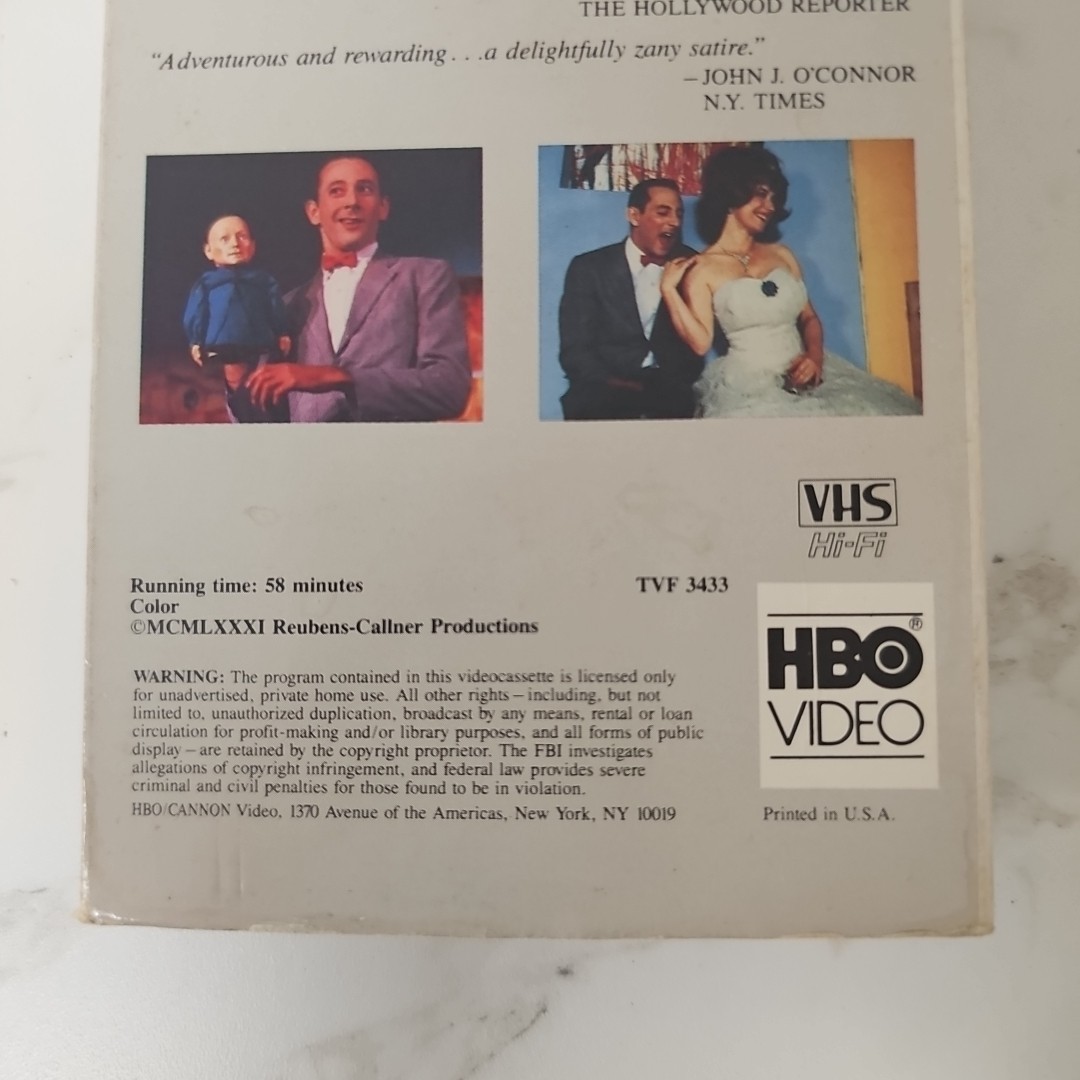 THE HOLLYWOOD REPORTER
“Adventurous and rewarding . . .a delightfully zany satire.”
– JOHN J. O'CONNOR
N.Y. TIMES
VHS
Hi-Fi
Running time: 58 minutes
TVF 3433
Color
©MCMLXXXI Reubens-Callner Productions
WARNING: The program contained in this videocassette is licensed only
for unadvertised, private home use. All other rights – including, but not
limited to, unauthorized duplication, broadcast by any means, rental or loan
circulation for profit-making and/or library purposes, and all forms of public
display – are retained by the copyright proprietor. The FBI investigates
allegations of copyright infringement, and federal law provides severe
criminal and civil penalties for those found to be in violation.
HBO/CANNON Video, 1370 Avenue of the Americas, New York, NY 10019
HBO®
VIDEO
Printed in U.S.A.